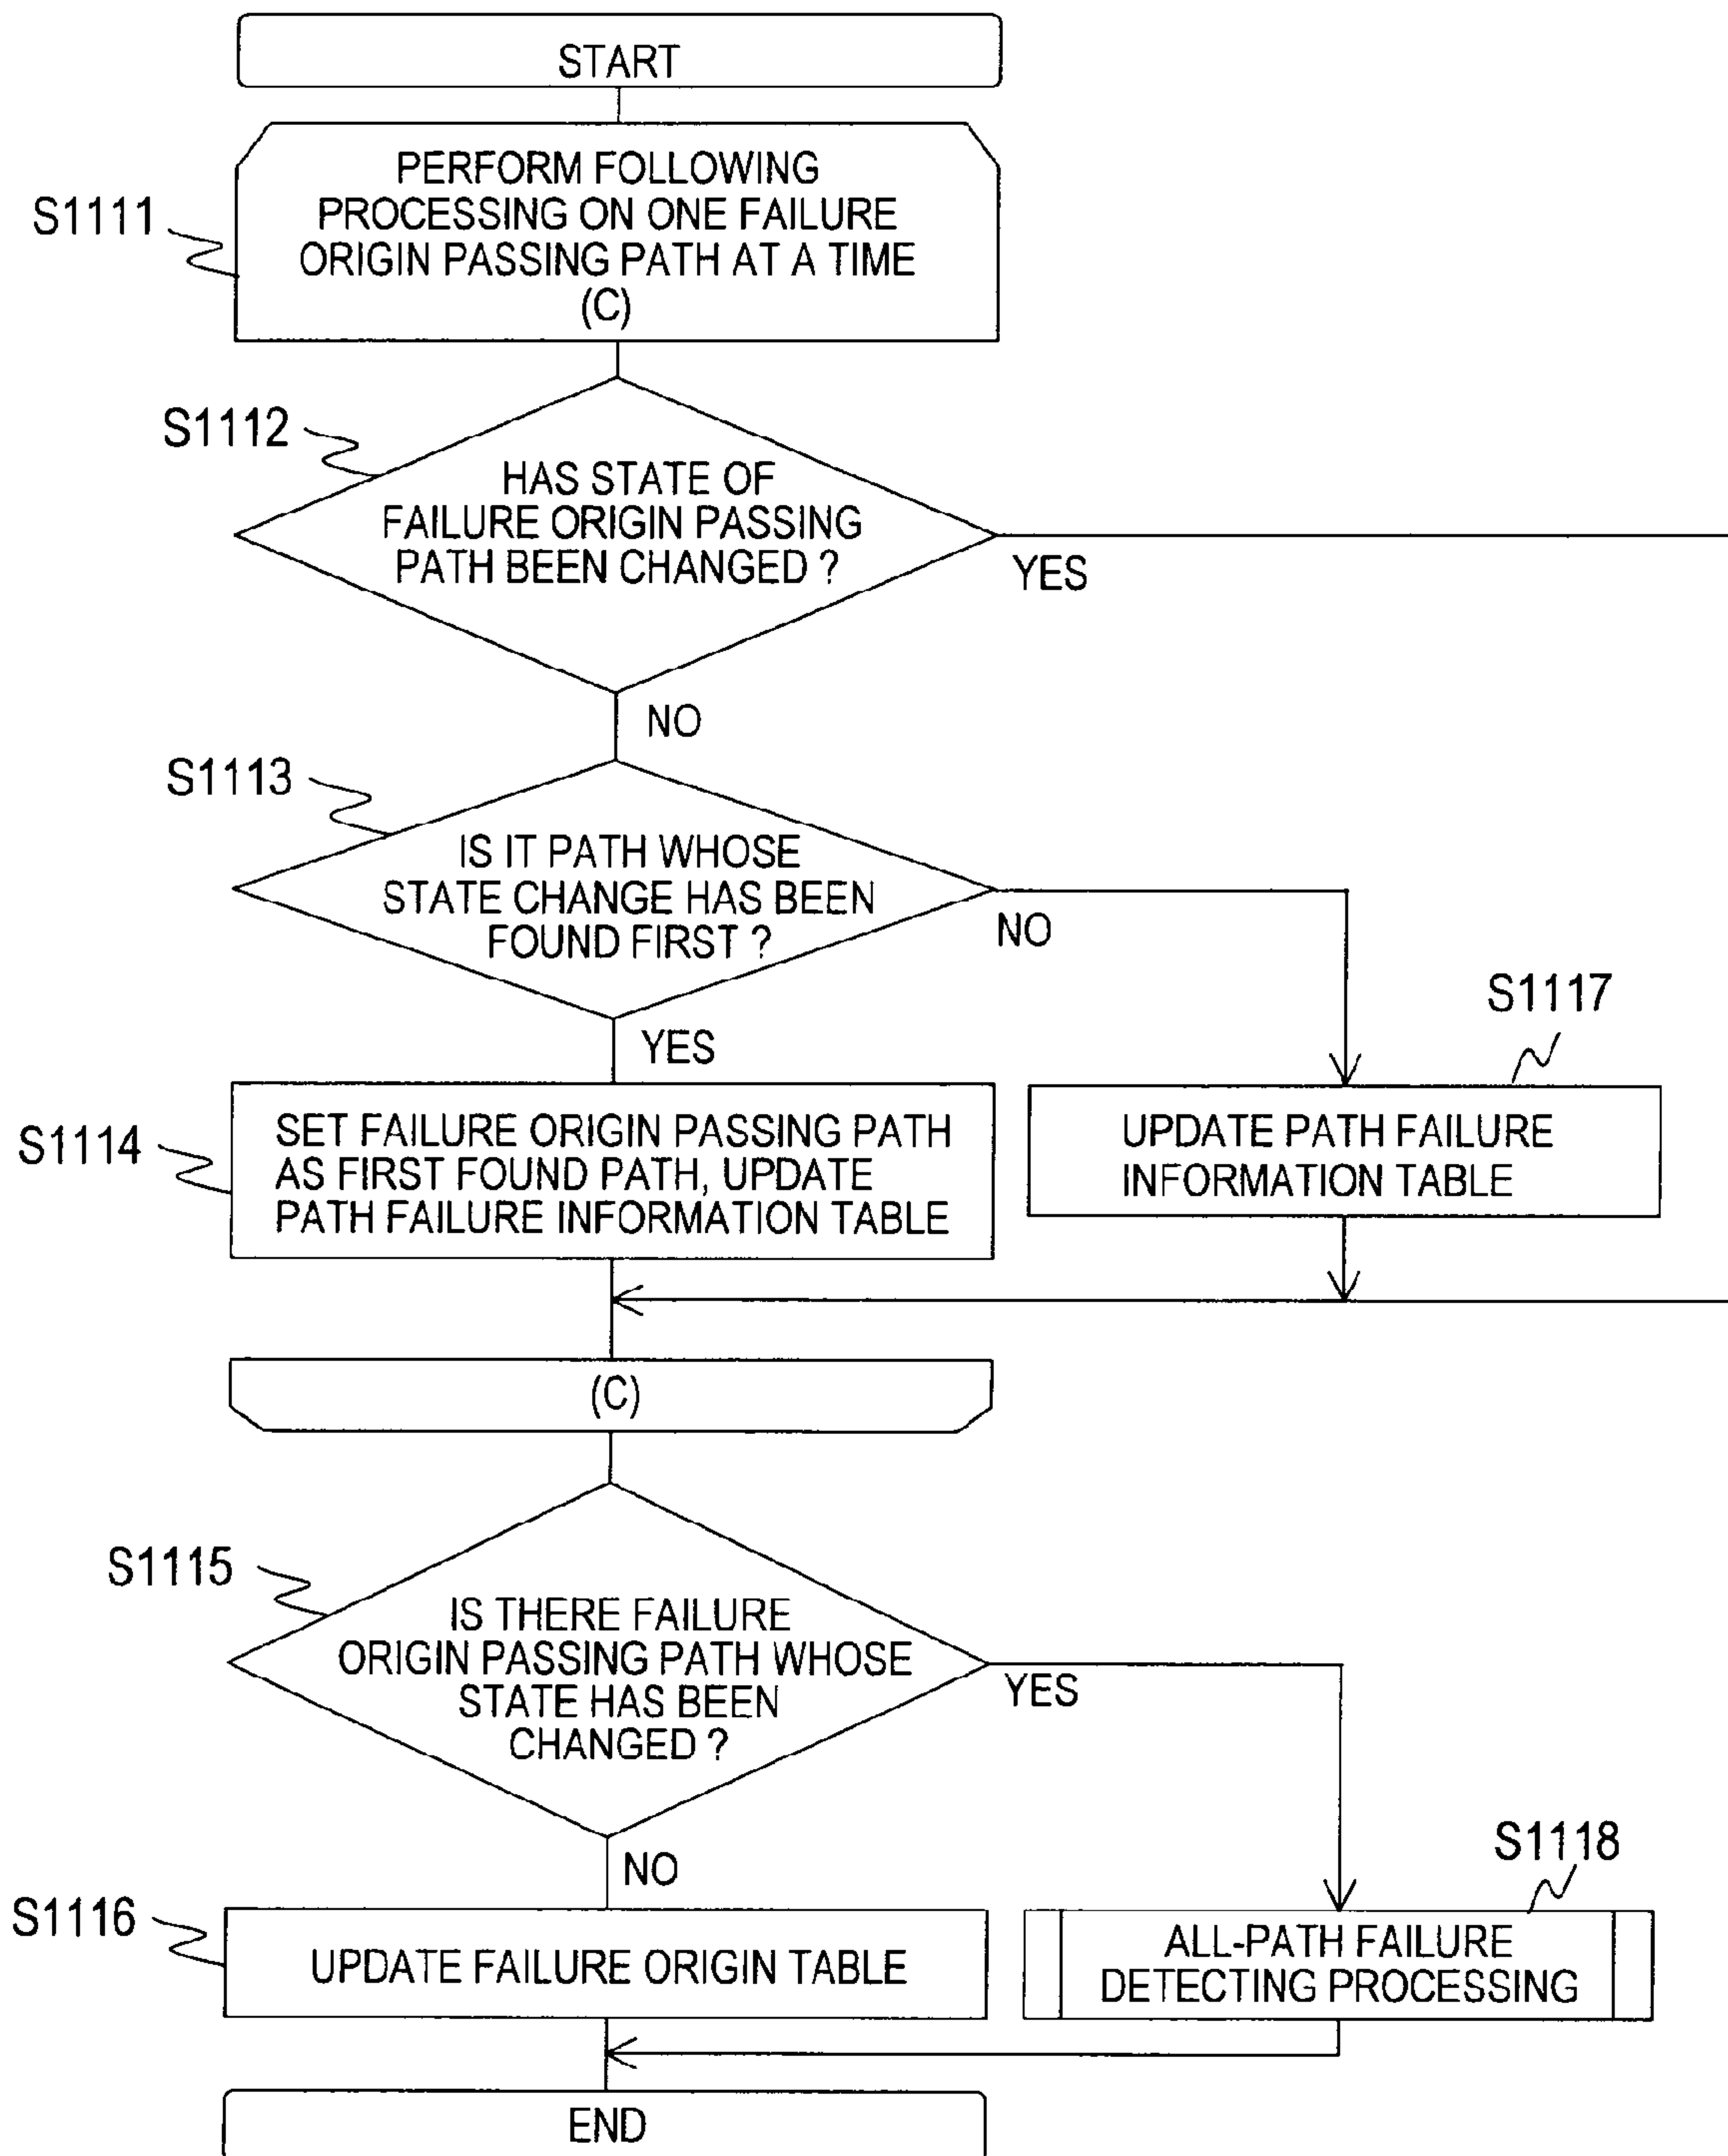 START
S1111
PERFORM FOLLOWING
PROCESSING ON ONE FAILURE
ORIGIN PASSING PATH AT A TIME
(C)
S1112
HAS STATE OF
FAILURE ORIGIN PASSING
PATH BEEN CHANGED ?
YES
NO
S1113
IS IT PATH WHOSE
STATE CHANGE HAS BEEN
FOUND FIRST ?
NO
YES
S1117
UPDATE PATH FAILURE
INFORMATION TABLE
S1114
SET FAILURE ORIGIN PASSING PATH
AS FIRST FOUND PATH, UPDATE
PATH FAILURE INFORMATION TABLE
(C)
S1115
IS THERE FAILURE
ORIGIN PASSING PATH WHOSE
STATE HAS BEEN
CHANGED ?
YES
NO
S1118
ALL-PATH FAILURE
DETECTING PROCESSING
S1116
UPDATE FAILURE ORIGIN TABLE
END